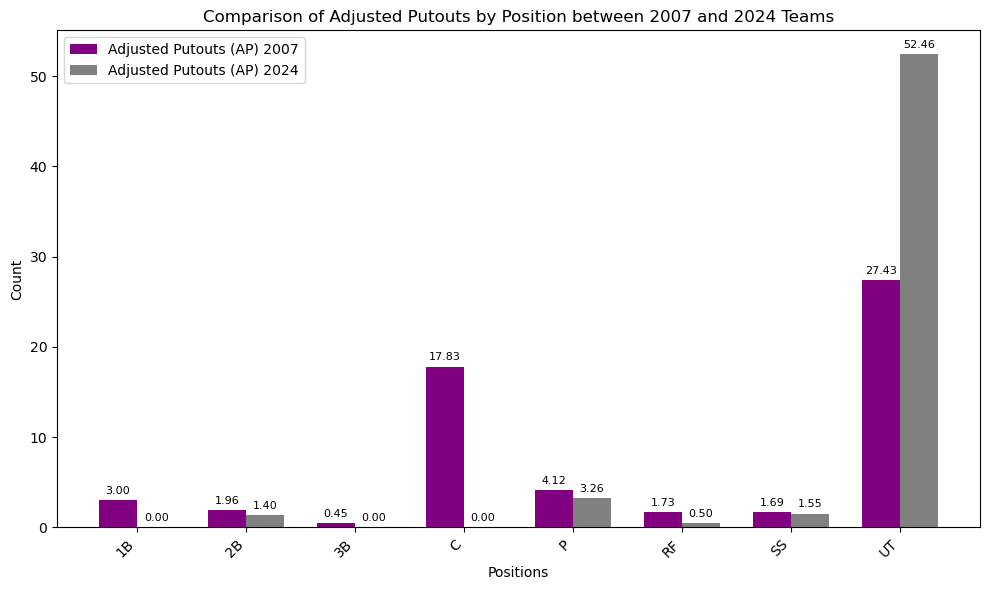 Comparison of Adjusted Putouts by Position between 2007 and 2024 Teams
Adjusted Putouts (AP) 2007
Adjusted Putouts (AP) 2024
Count
50
40
30
20
10
0
3.00
0.00
1.96
1.40
0.45
0.00
17.83
0.00
4.12
3.26
1.73
0.50
1.69
1.55
27.43
52.46
1B
2B
3B
C
P
RF
SS
UT
Positions